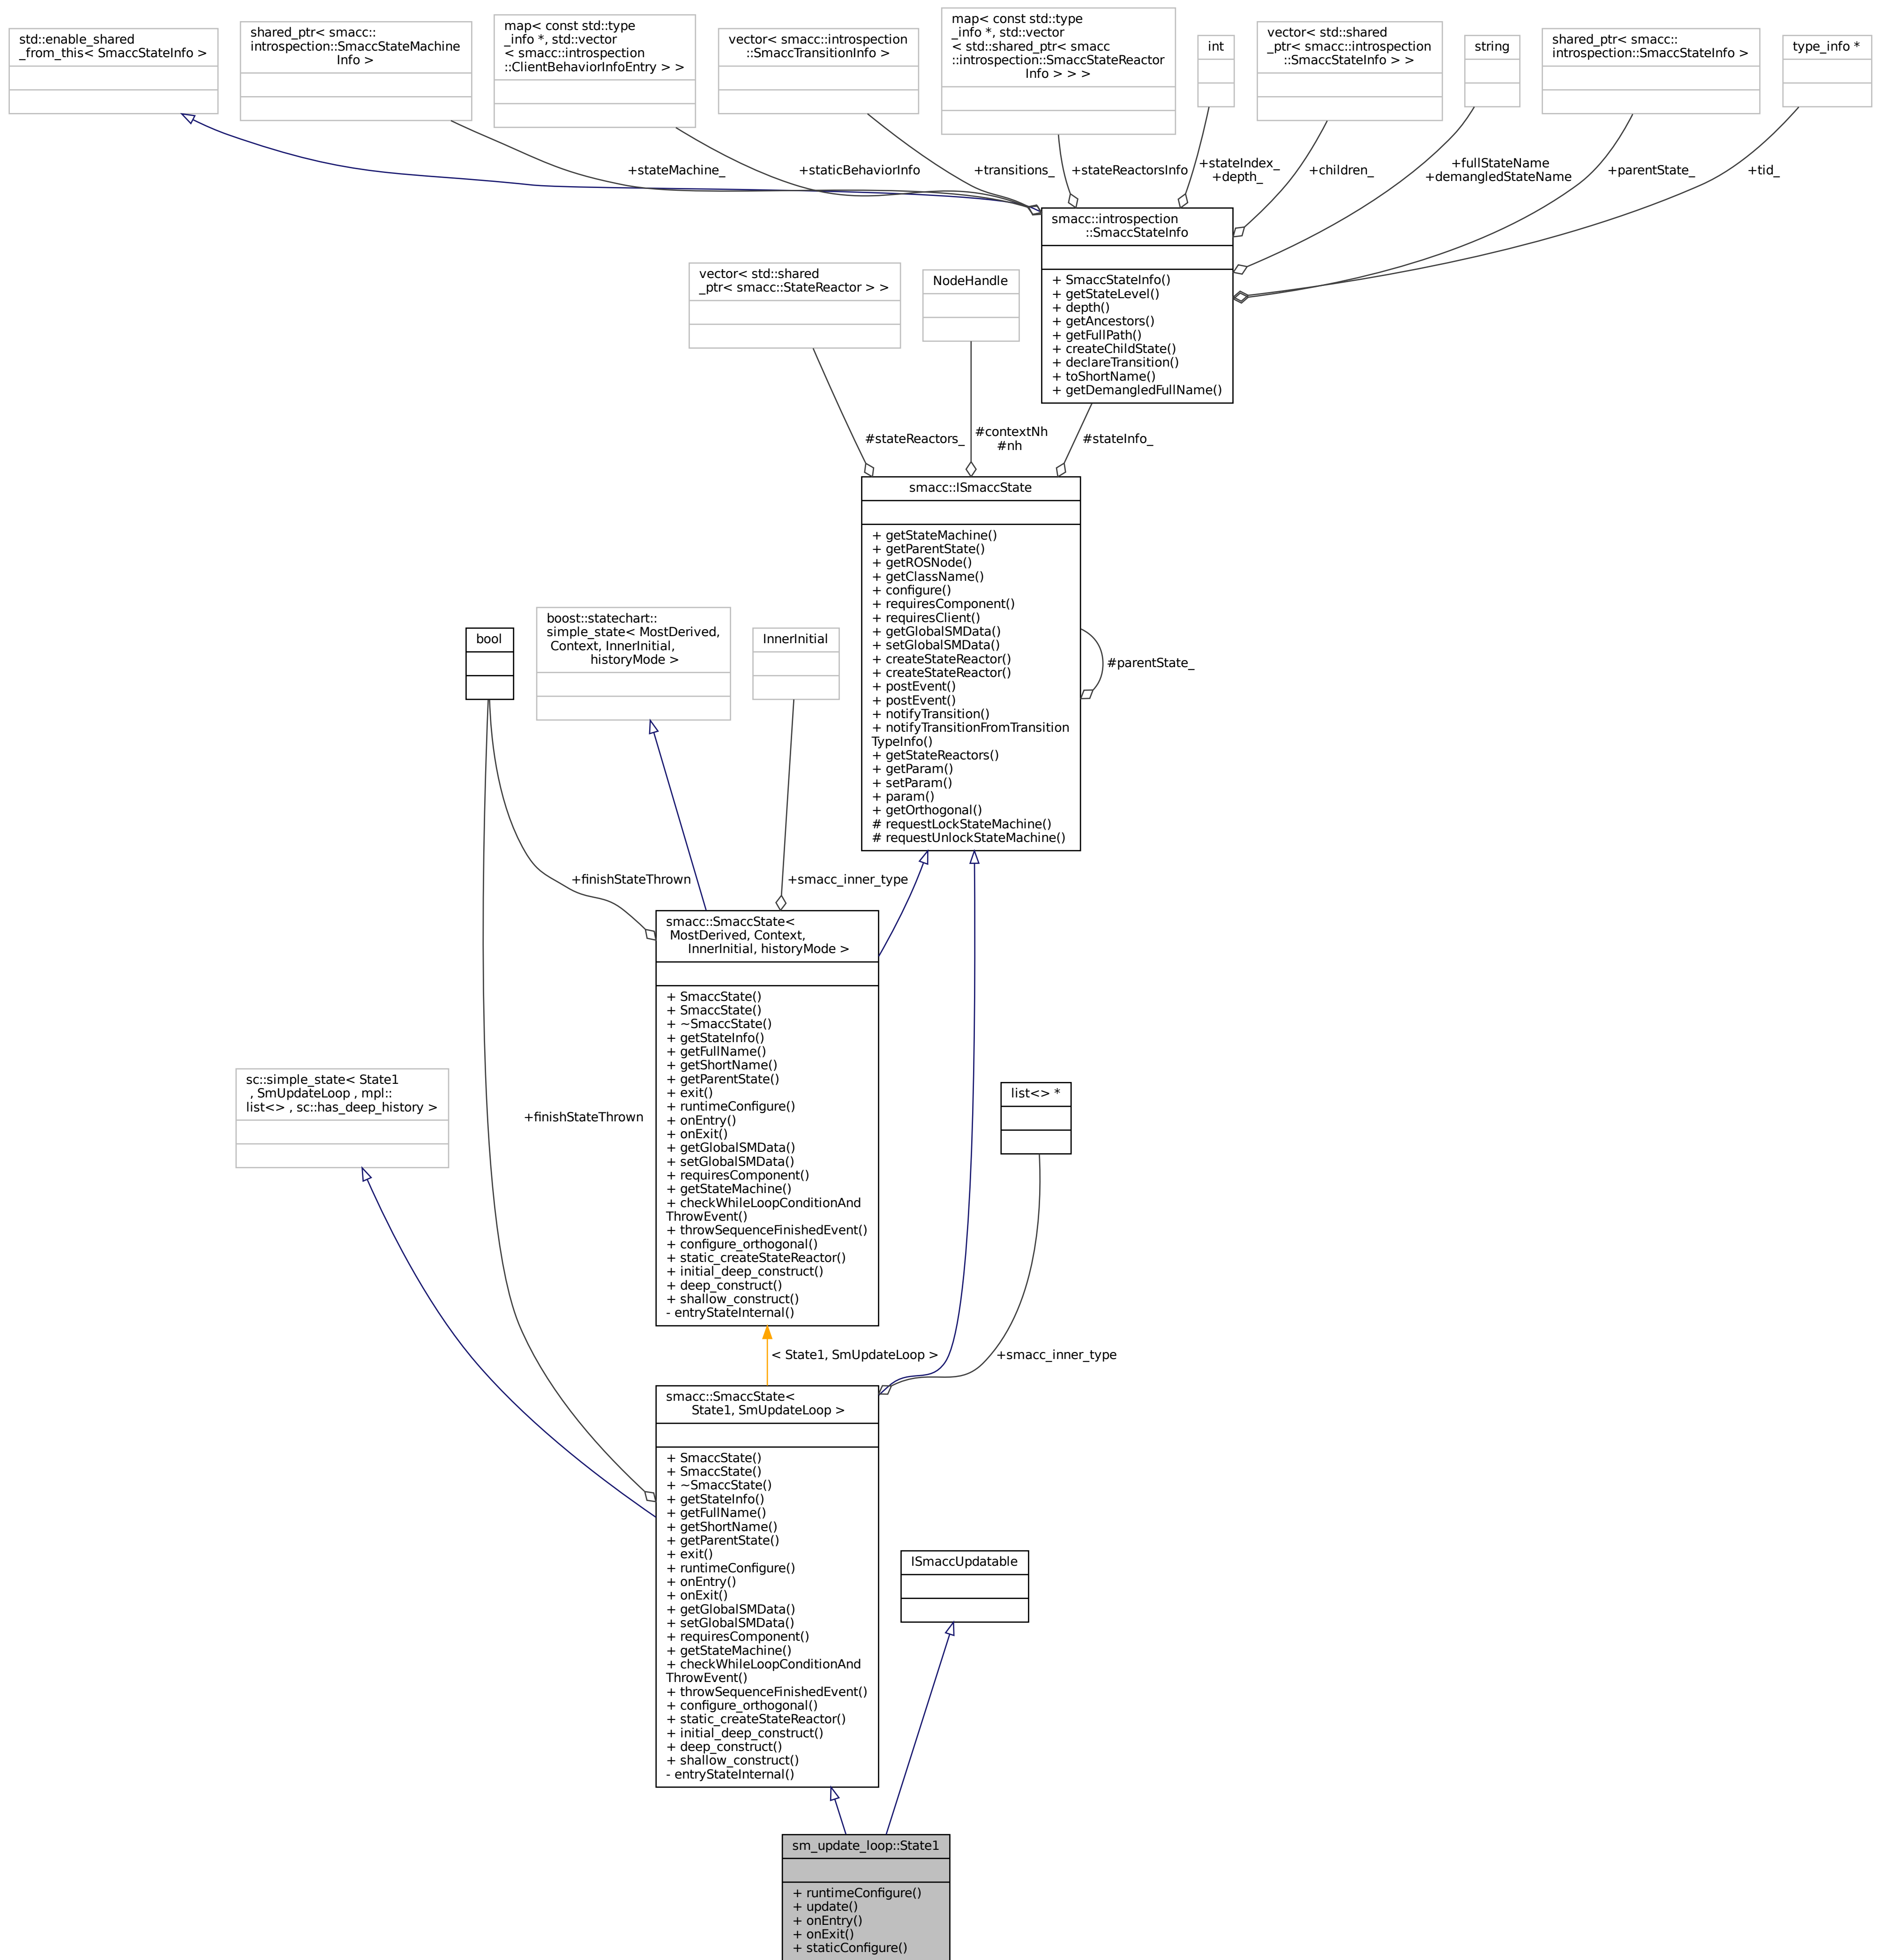 std::enable_shared
_from_this< SmaccStateInfo >
shared_ptr< smacc::
introspection::SmaccStateMachine
Info >
map< const std::type
_info *, std::vector
< smacc::introspection
::ClientBehaviorInfoEntry > >
vector< smacc::introspection
::SmaccTransitionInfo >
map< const std::type
_info *, std::vector
< std::shared_ptr< smacc
::introspection::SmaccStateReactor
Info > > >
int
vector< std::shared
_ptr< smacc::introspection
::SmaccStateInfo > >
string
shared_ptr< smacc::
introspection::SmaccStateInfo >
type_info *
+stateMachine_
+staticBehaviorInfo
+transitions_
+stateReactorsInfo
+stateIndex_
+depth_
+children_
+fullStateName
+demangledStateName
+parentState_
+tid_
smacc::introspection
::SmaccStateInfo
+ SmaccStateInfo()
+ getStateLevel()
+ depth()
+ getAncestors()
+ getFullPath()
+ createChildState()
+ declareTransition()
+ toShortName()
+ getDemangledFullName()
vector< std::shared
_ptr< smacc::StateReactor > >
NodeHandle
#stateReactors_
#contextNh
#nh
#stateInfo_
smacc::ISmaccState
+ getStateMachine()
+ getParentState()
+ getROSNode()
+ getClassName()
+ configure()
+ requiresComponent()
+ requiresClient()
+ getGlobalSMData()
+ setGlobalSMData()
+ createStateReactor()
+ createStateReactor()
+ postEvent()
+ postEvent()
+ notifyTransition()
+ notifyTransitionFromTransition
TypeInfo()
+ getStateReactors()
+ getParam()
+ setParam()
+ param()
+ getOrthogonal()
# requestLockStateMachine()
# requestUnlockStateMachine()
#parentState_
bool
boost::statechart::
simple_state< MostDerived,
Context, InnerInitial,
historyMode >
InnerInitial
+finishStateThrown
+smacc_inner_type
smacc::SmaccState<
MostDerived, Context,
InnerInitial, historyMode >
+ SmaccState()
+ SmaccState()
+ ~SmaccState()
+ getStateInfo()
+ getFullName()
+ getShortName()
+ getParentState()
+ exit()
+ runtimeConfigure()
+ onEntry()
+ onExit()
+ getGlobalSMData()
+ setGlobalSMData()
+ requiresComponent()
+ getStateMachine()
+ checkWhileLoopConditionAnd
ThrowEvent()
+ throwSequenceFinishedEvent()
+ configure_orthogonal()
+ static_createStateReactor()
+ initial_deep_construct()
+ deep_construct()
+ shallow_construct()
- entryStateInternal()
sc::simple_state< State1
, SmUpdateLoop , mpl::
list<> , sc::has_deep_history >
+finishStateThrown
list<> *
< State1, SmUpdateLoop >
+smacc_inner_type
smacc::SmaccState<
State1, SmUpdateLoop >
+ SmaccState()
+ SmaccState()
+ ~SmaccState()
+ getStateInfo()
+ getFullName()
+ getShortName()
+ getParentState()
+ exit()
+ runtimeConfigure()
+ onEntry()
+ onExit()
+ getGlobalSMData()
+ setGlobalSMData()
+ requiresComponent()
+ getStateMachine()
+ checkWhileLoopConditionAnd
ThrowEvent()
+ throwSequenceFinishedEvent()
+ configure_orthogonal()
+ static_createStateReactor()
+ initial_deep_construct()
+ deep_construct()
+ shallow_construct()
- entryStateInternal()
ISmaccUpdatable
sm_update_loop::State1
+ runtimeConfigure()
+ update()
+ onEntry()
+ onExit()
+ staticConfigure()